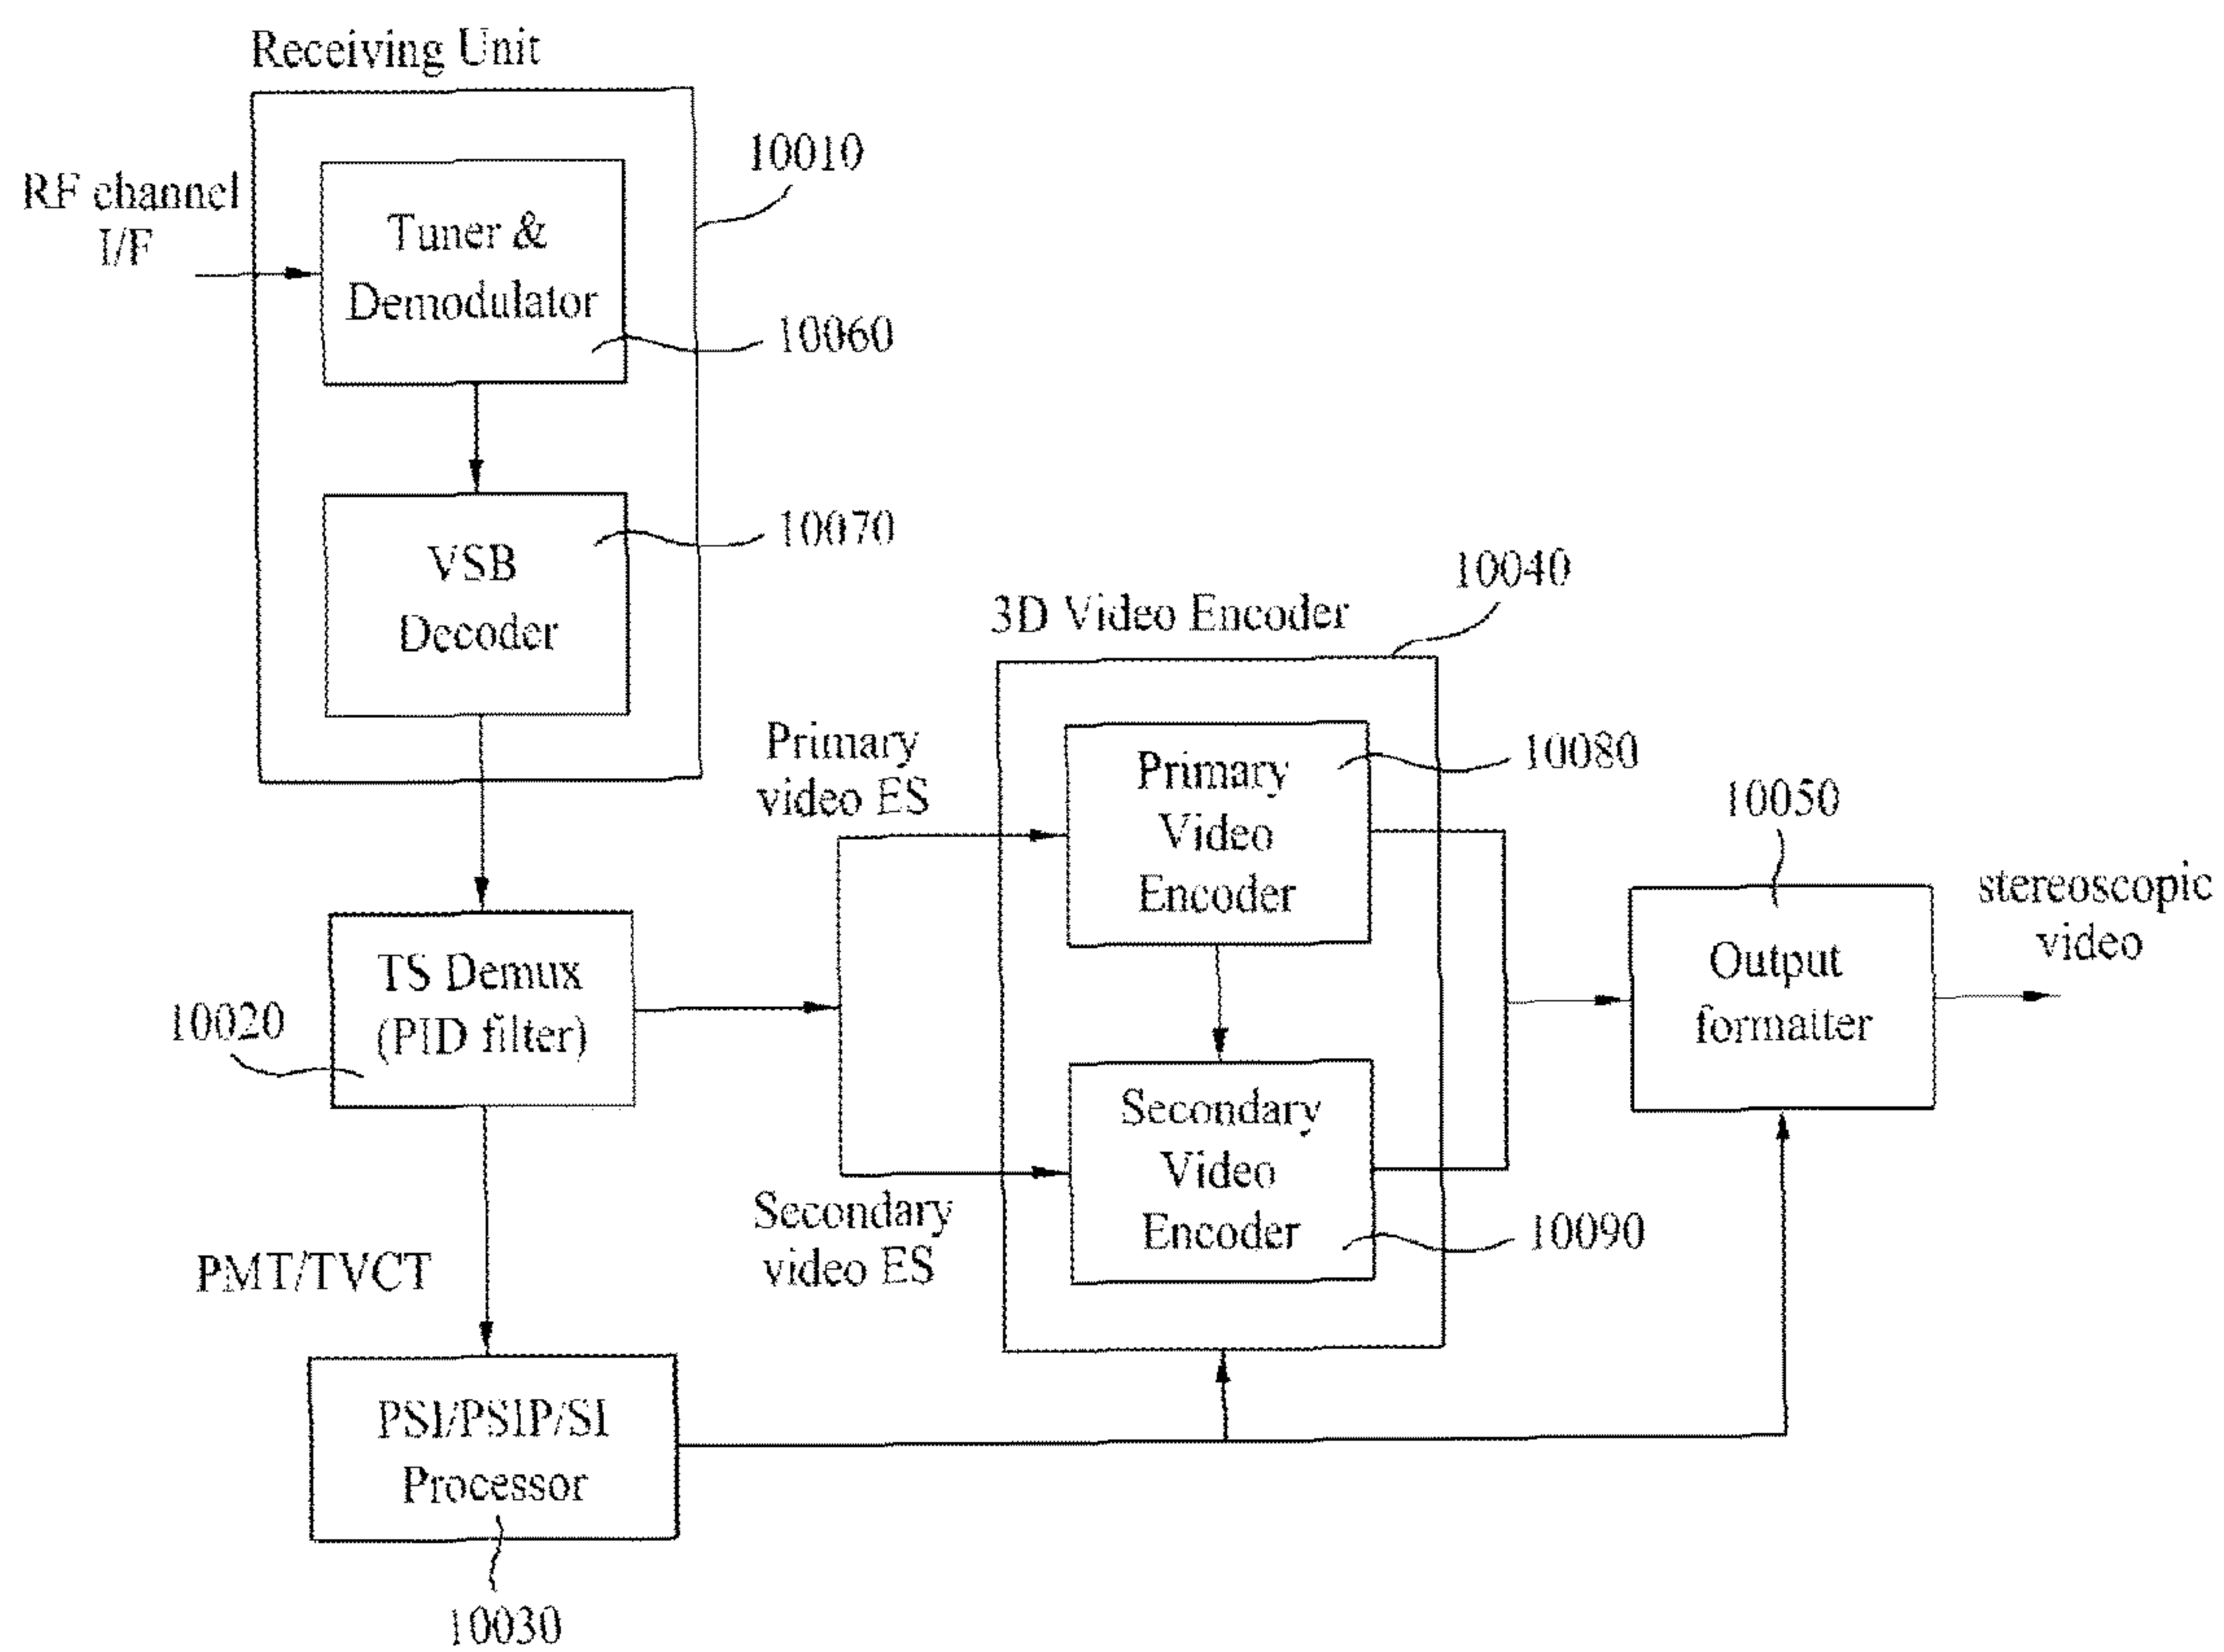 Receiving Unit
10010
RF channel
I/F
Tuner &
Demodulator
10060
10070
VSB
Decoder
10040
3D Video Encoder
Primary
video ES
10080
Primary
Video
Encoder
10050
stereoscopic
video
Output
formatter
TS Demux
(PID filter)
10020
Secondary
Video
Encoder
10090
Secondary
video ES
PMT/TVCT
PSI/PSIP/SI
Processor
10030